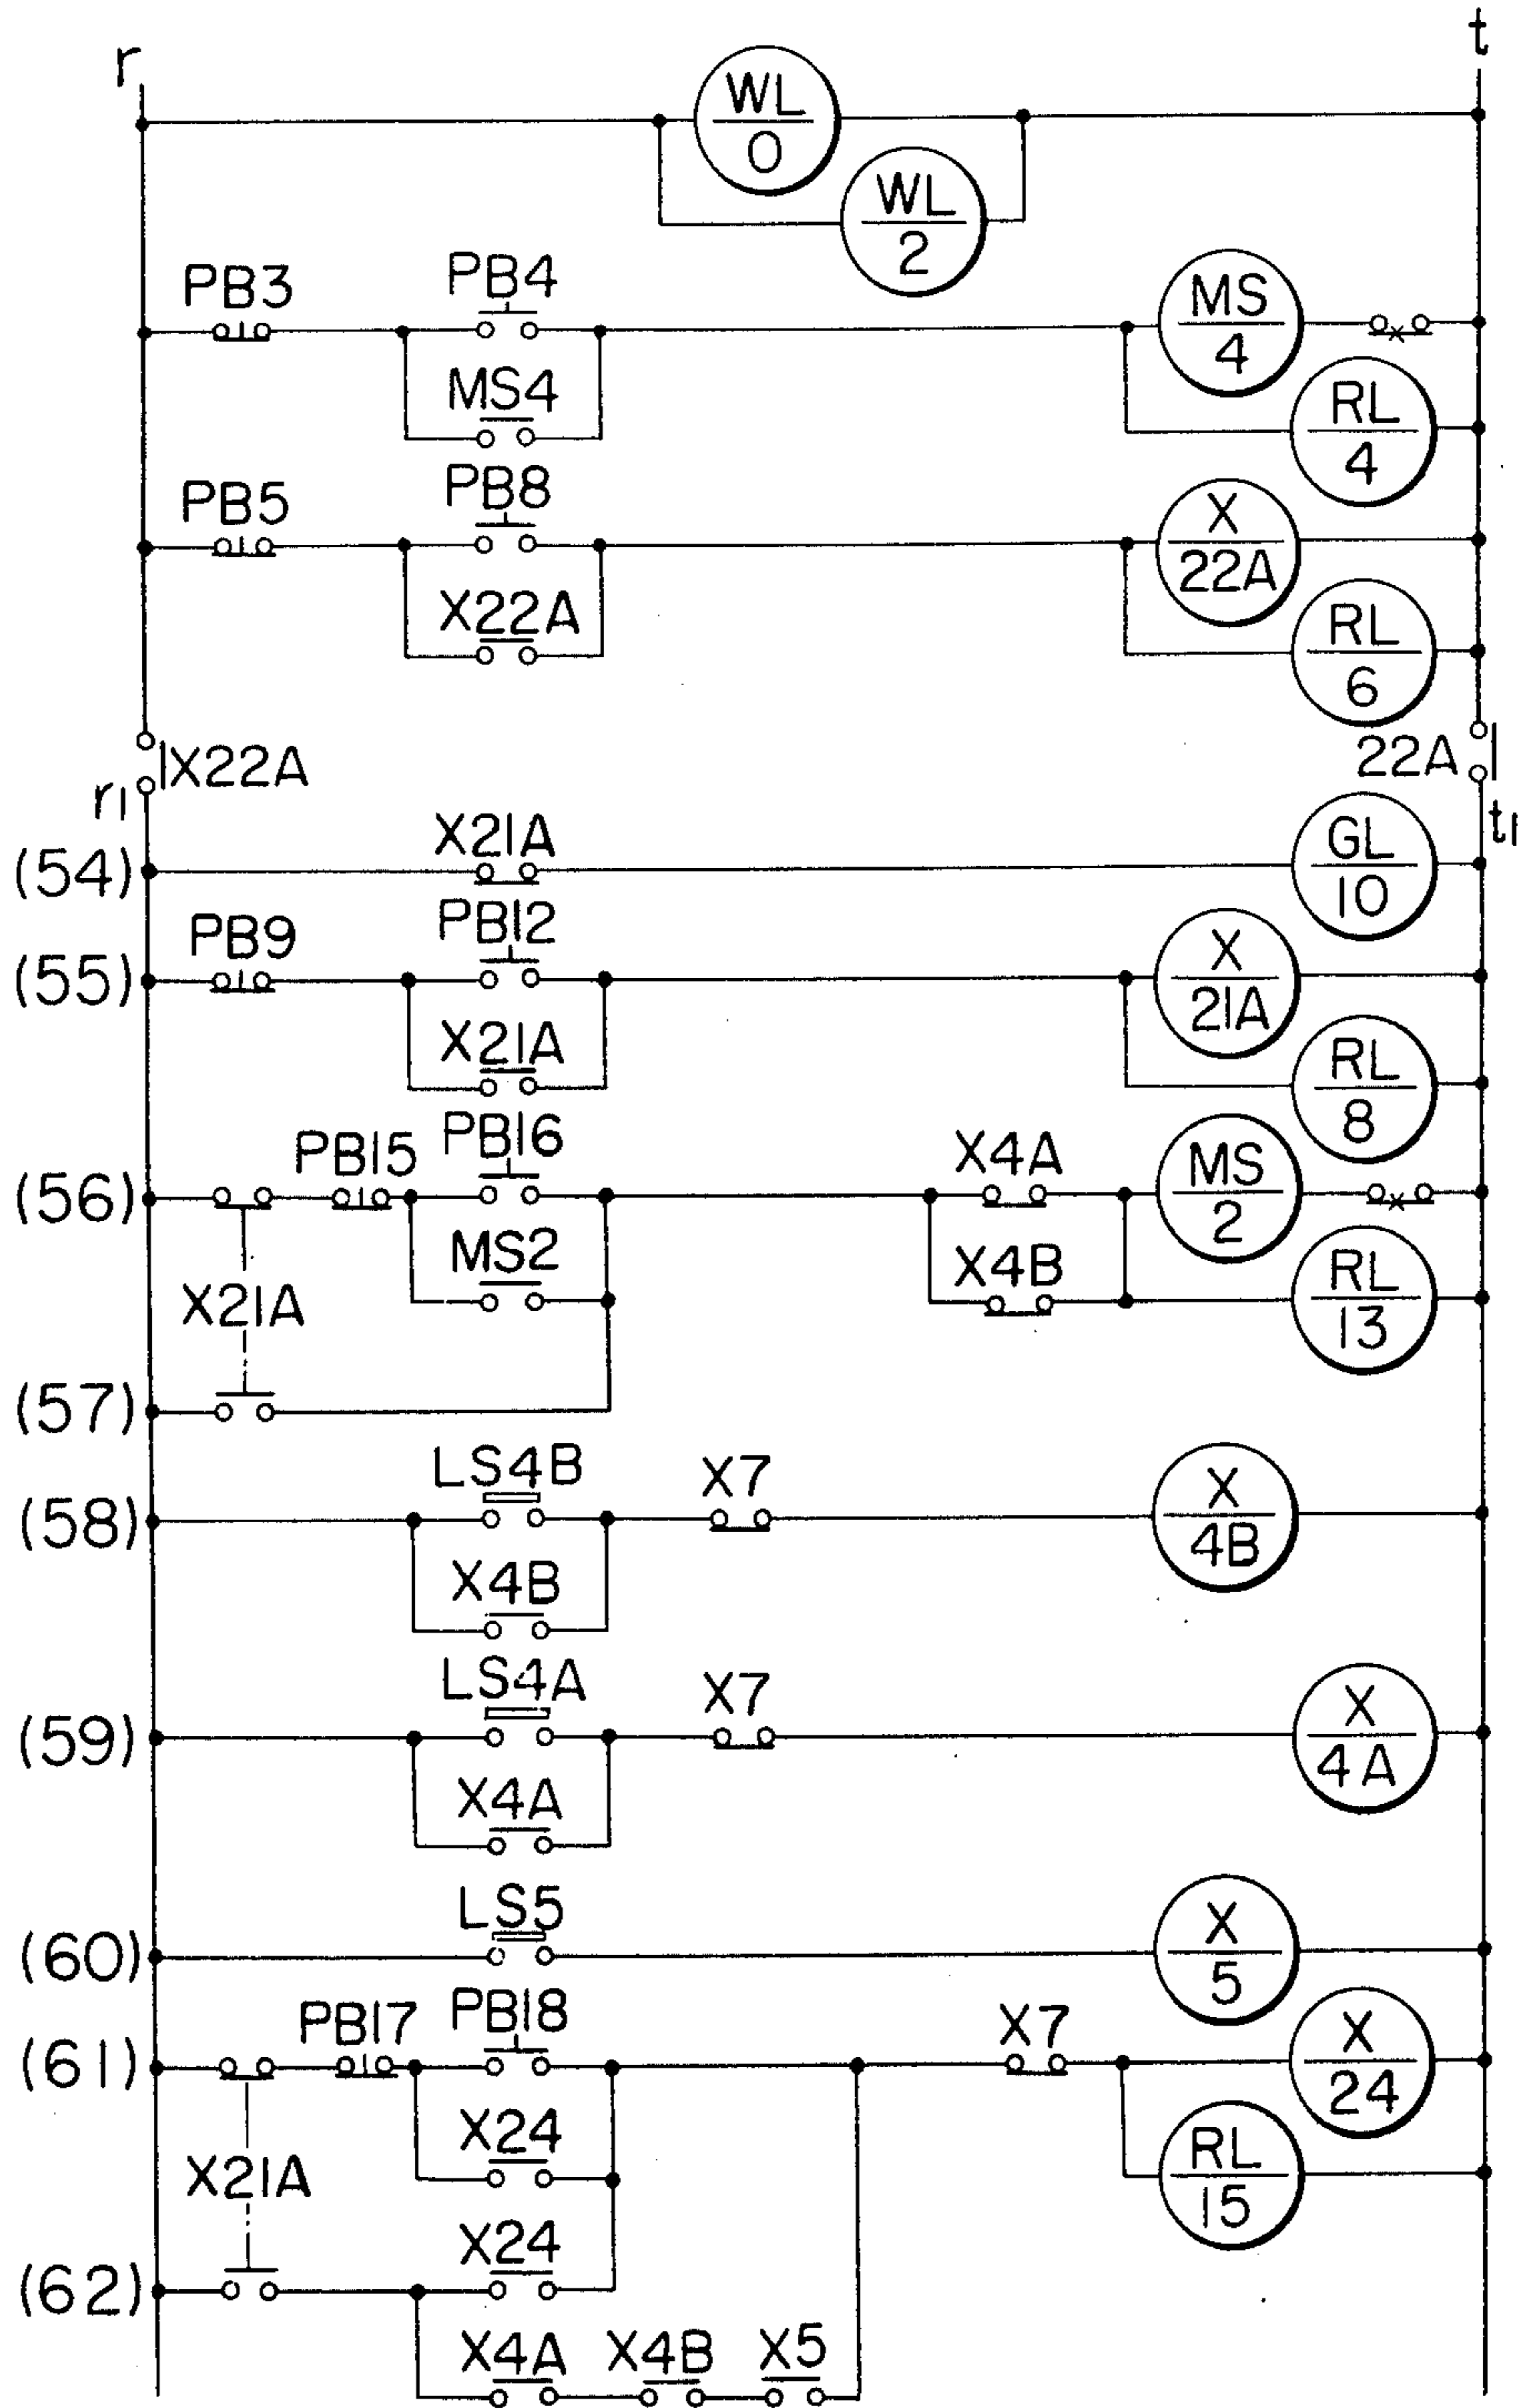 r t
WL
0
WL
2
PB3 PB4 MS
4
MS4 RL
4
PB5 PB8 X
22A
X22A RL
6
X22A 22A
r1 t1
(54) X21A GL
10
(55) PB9 PB12 X
21A
X21A RL
8
(56) PB15 PB16 X4A MS
2
X21A MS2 X4B RL
13
(57)
(58) LS4B X7 X
4B
X4B
(59) LS4A X7 X
4A
X4A
(60) LS5 X
5
(61) PB17 PB18 X7 X
24
X21A X24 RL
15
(62) X24
X4A X4B X5